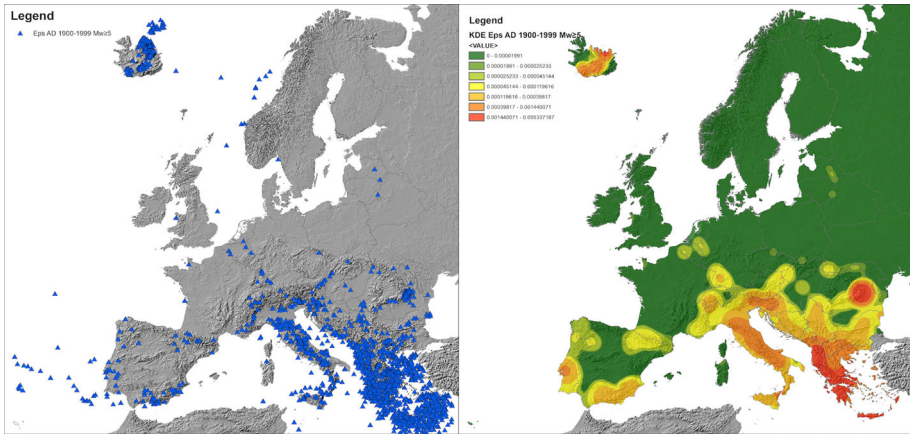 Legend
Eps AD 1900-1999 Mw≥5
Legend
KDE Eps AD 1900-1999 Mw≥5
<VALUE>
0 - 0.00001991
0.00001991 - 0.000025233
0.000025233 - 0.000045144
0.000045144 - 0.000119616
0.000119616 - 0.00039817
0.00039817 - 0.001440071
0.001440071 - 0.005337187